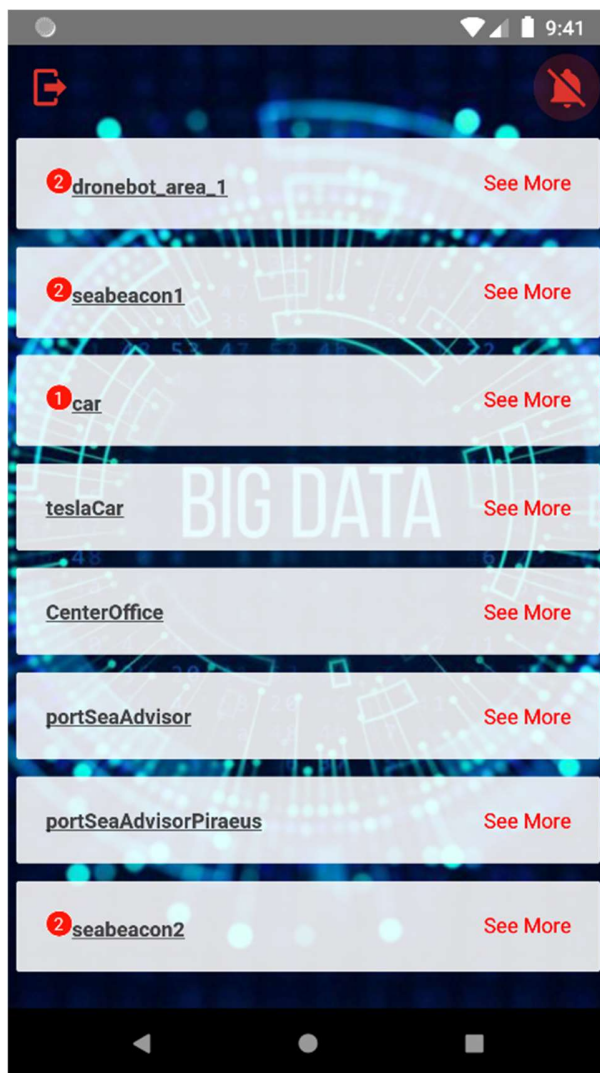 9:41
2 dronebot_area_1 See More
2 seabeacon1 See More
1 car See More
teslaCar See More
BIG DATA
CenterOffice See More
portSeaAdvisor See More
portSeaAdvisorPiraeus See More
2 seabeacon2 See More